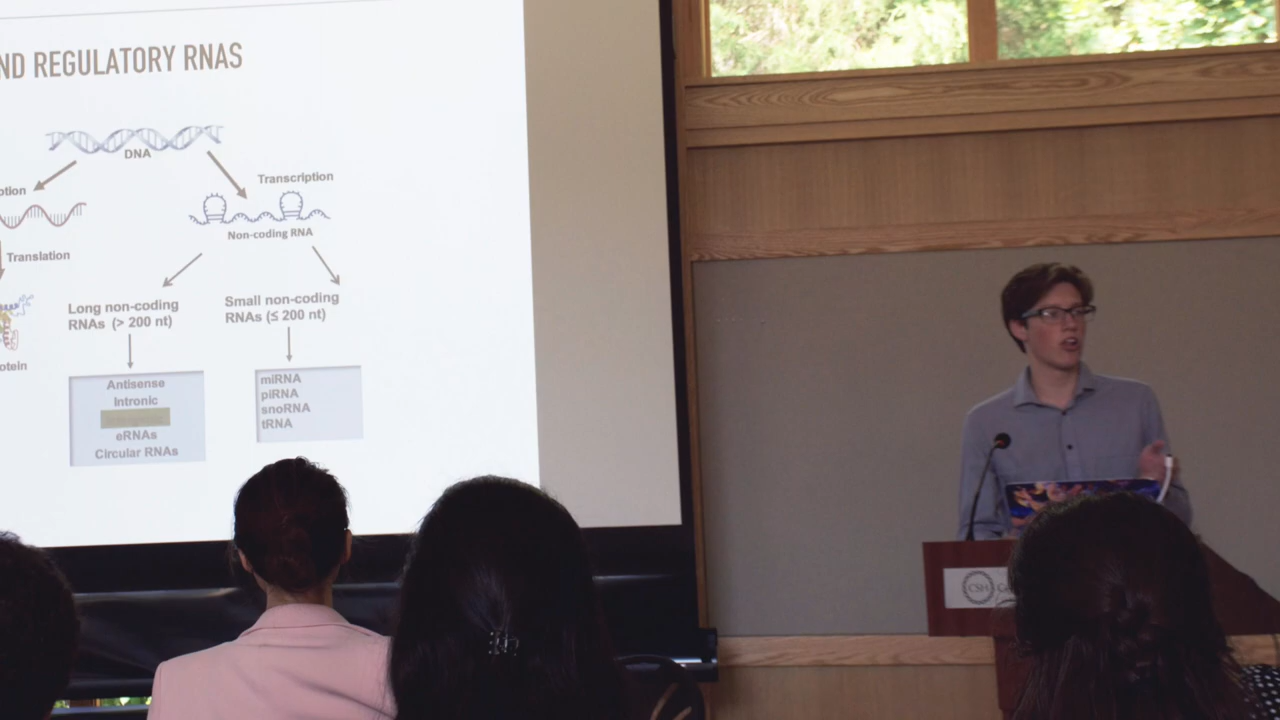 ND REGULATORY RNAS
DNA
ption
Transcription
Non-coding RNA
Translation
Long non-coding
RNAs (> 200 nt)
Small non-coding
RNAs (≤ 200 nt)
otein
Antisense
Intronic
eRNAs
Circular RNAs
miRNA
piRNA
snoRNA
tRNA
CSH